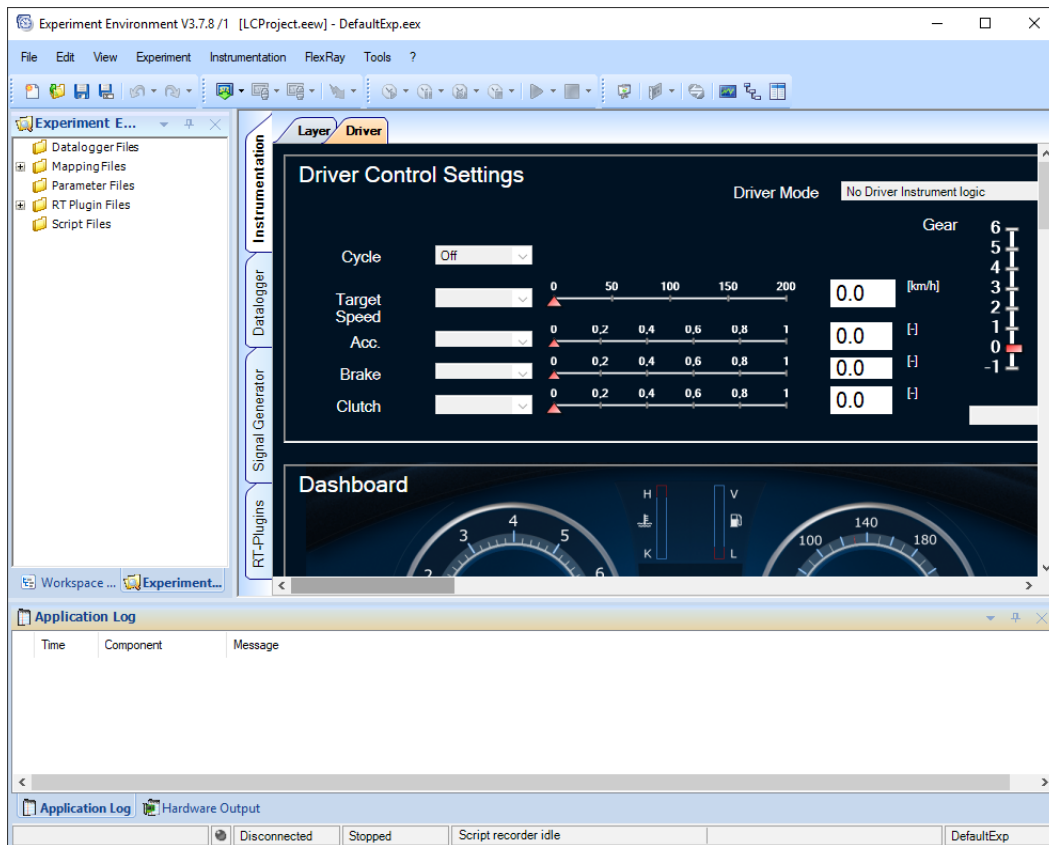 Experiment Environment V3.7.8 /1 [LCProject.eew] - DefaultExp.eex
File Edit View Experiment Instrumentation FlexRay Tools ?
Experiment E...
Datalogger Files
Mapping Files
Parameter Files
RT Plugin Files
Script Files
Workspace ... Experiment...
Instrumentation
Datalogger
Signal Generator
RT-Plugins
Layer Driver
Driver Control Settings
Driver Mode No Driver Instrument logic
Gear
6
5
4
3
2
1
0
-1
Cycle Off
Target Speed 0 50 100 150 200 0.0 [km/h]
Acc. 0 0,2 0,4 0,6 0,8 1 0.0 [-]
Brake 0 0,2 0,4 0,6 0,8 1 0.0 [-]
Clutch 0 0,2 0,4 0,6 0,8 1 0.0 [-]
Dashboard
2 3 4 5 6
H V
K L
100 140 180
Application Log
Time Component Message
Application Log Hardware Output
Disconnected Stopped Script recorder idle DefaultExp